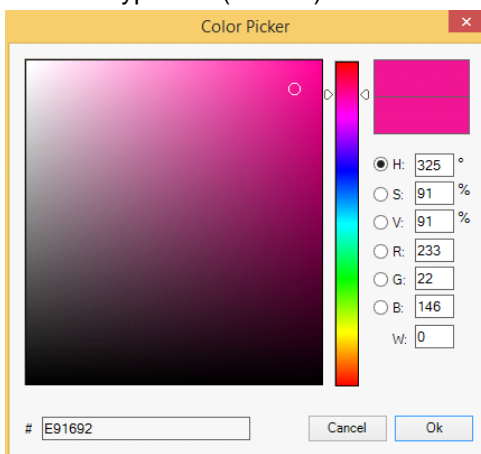 Color Picker
×
H: 325 °
S: 91 %
V: 91 %
R: 233
G: 22
B: 146
W: 0
# E91692
Cancel Ok